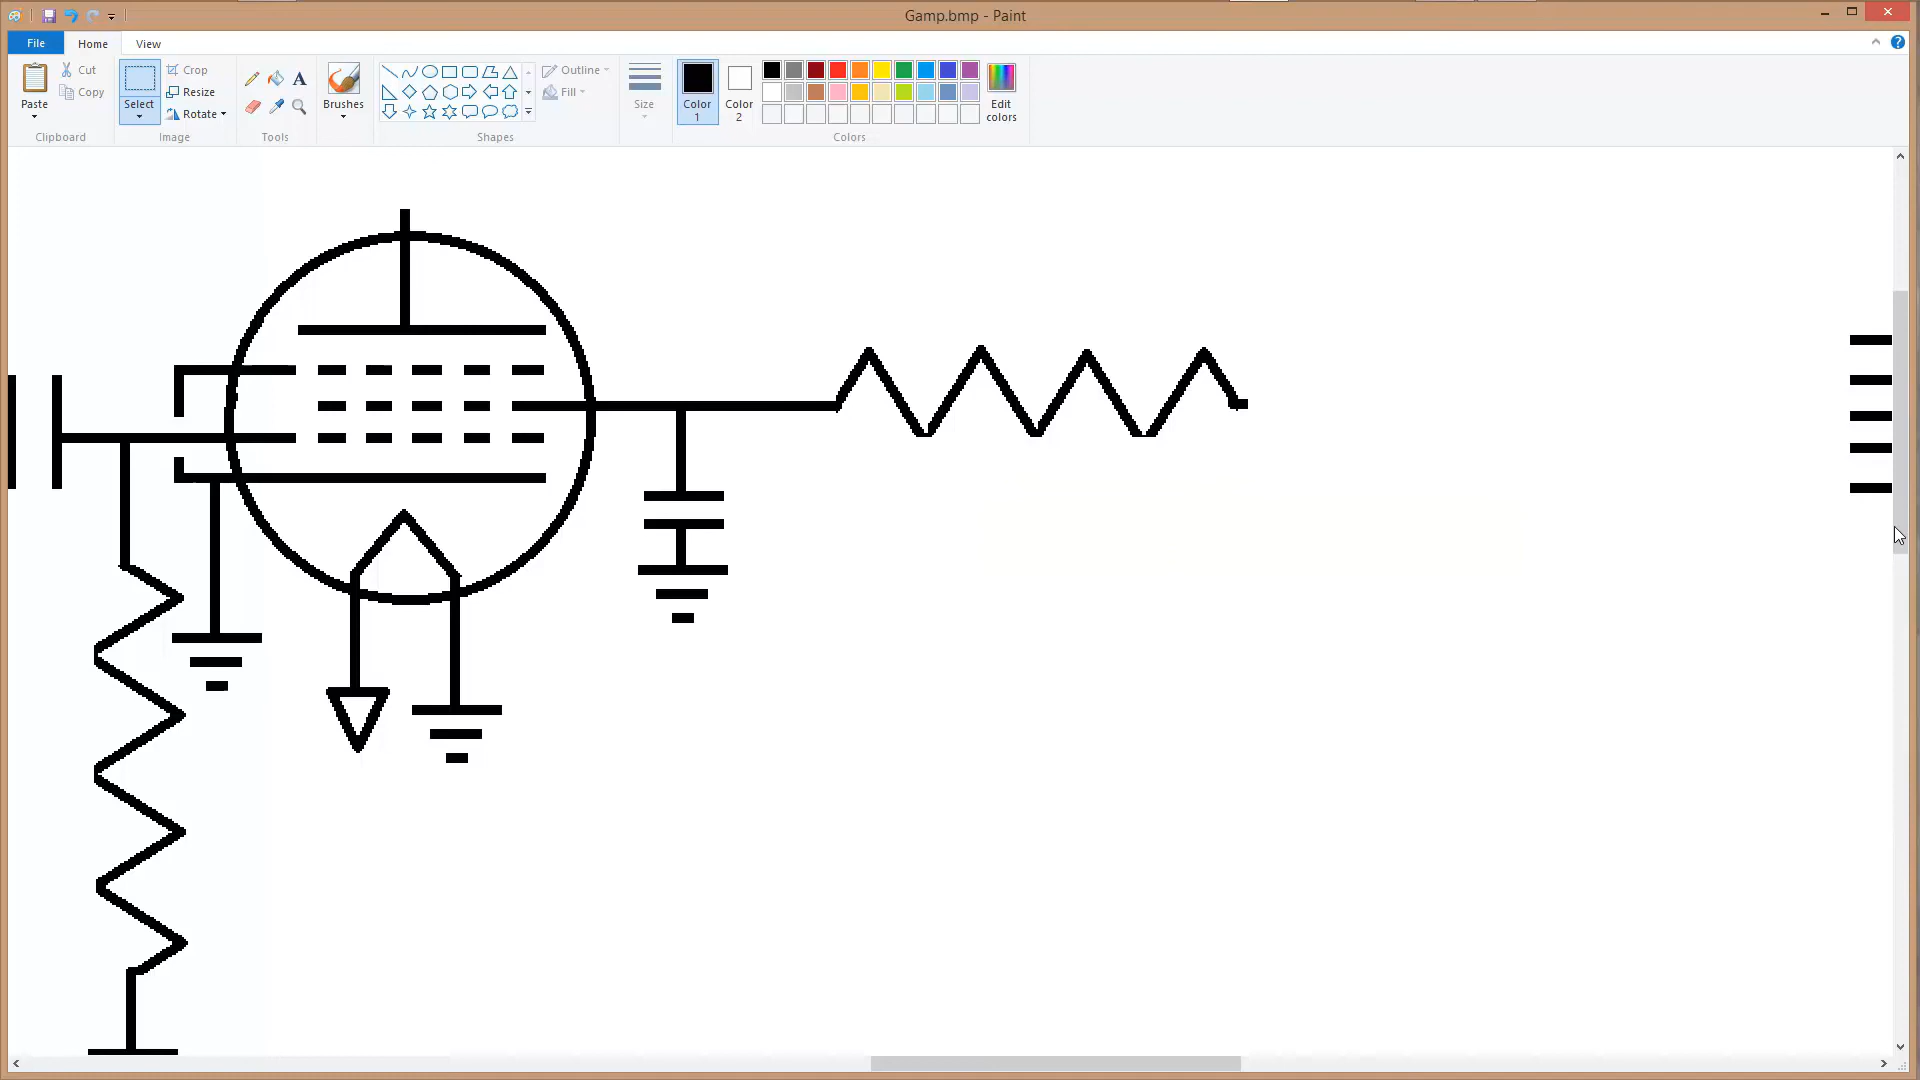 Gamp.bmp - Paint
File Home View
Paste
Cut
Copy
Clipboard
Select
Crop
Resize
Rotate
Image
A
Tools
Brushes
Shapes
Outline
Fill
Size
Color 1
Color 2
Edit colors
Colors